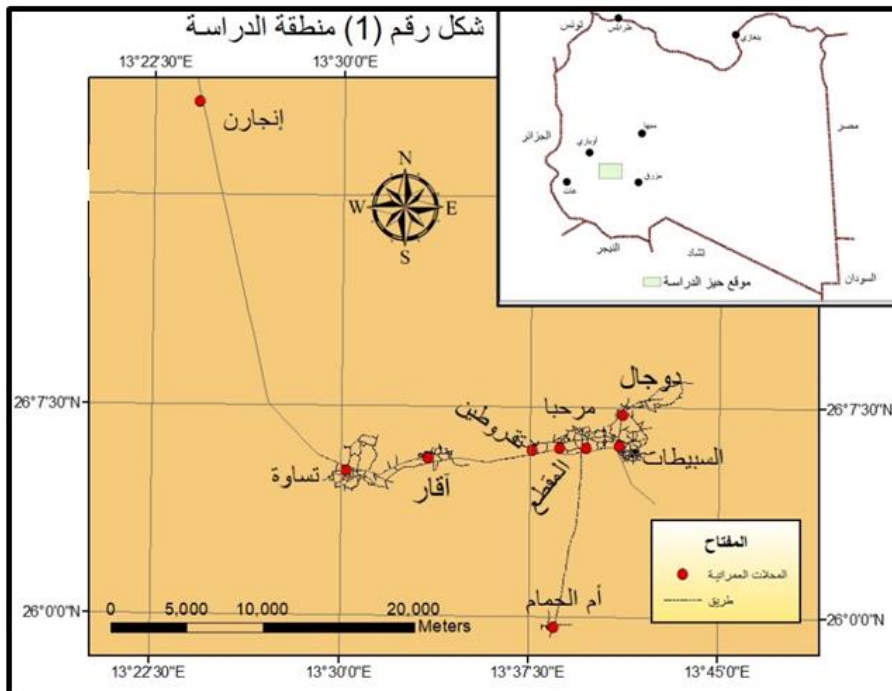 شكل رقم (1) منطقة الدراسة
13°22'30"E
13°30'0"E
تونس
طرابلس
بنغازي
مصر
الجزائر
سبها
أوباري
مرزق
غات
النيجر
تشاد
السودان
موقع حيز الدراسة
إنجارن
N
W
E
S
26°7'30"N
26°7'30"N
دوجال
مرحبا
تقروطين
السبيطات
المقطع
آقار
تساوة
المفتاح
المحلات العمرانية
طريق
أم الحمام
26°0'0"N
26°0'0"N
0 5,000 10,000 20,000
Meters
13°22'30"E
13°30'0"E
13°37'30"E
13°45'0"E